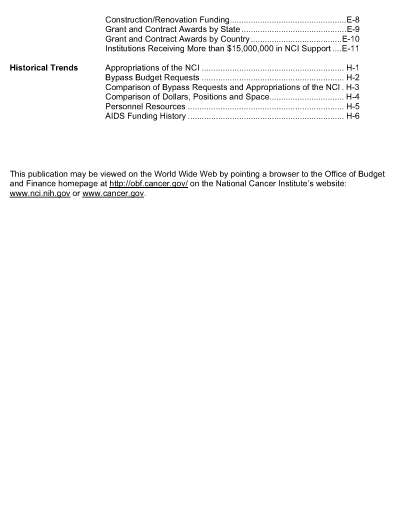 Construction/Renovation Funding....................................................E-8
Grant and Contract Awards by State...............................................E-9
Grant and Contract Awards by Country.........................................E-10
Institutions Receiving More than $15,000,000 in NCI Support ....E-11
Historical Trends Appropriations of the NCI ............................................................... H-1
Bypass Budget Requests ............................................................... H-2
Comparison of Bypass Requests and Appropriations of the NCI . H-3
Comparison of Dollars, Positions and Space................................. H-4
Personnel Resources ..................................................................... H-5
AIDS Funding History ..................................................................... H-6
This publication may be viewed on the World Wide Web by pointing a browser to the Office of Budget
and Finance homepage at http://obf.cancer.gov/ on the National Cancer Institute's website:
www.nci.nih.gov or www.cancer.gov.